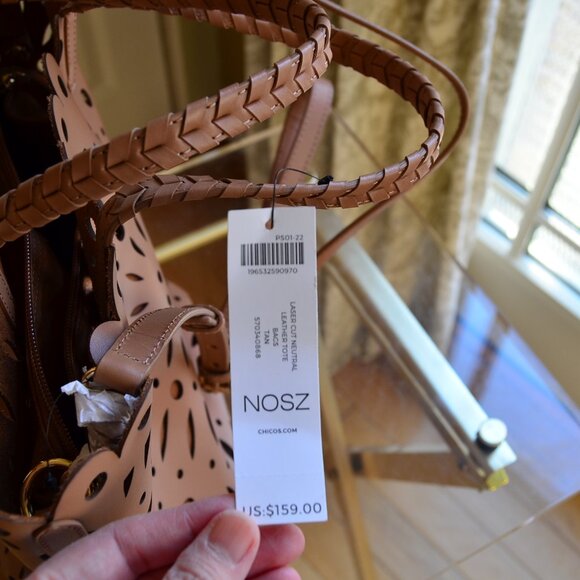 PS01-22
196532590970
LASER CUT NEUTRAL
LEATHER TOTE
BAGS
TAN
570340868
NOSZ
CHICOS.COM
US:$159.00